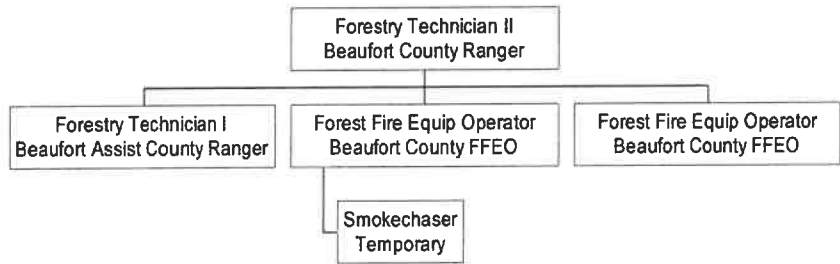 Forestry Technician II
Beaufort County Ranger
Forestry Technician I
Beaufort Assist County Ranger
Forest Fire Equip Operator
Beaufort County FFEO
Forest Fire Equip Operator
Beaufort County FFEO
Smokechaser
Temporary